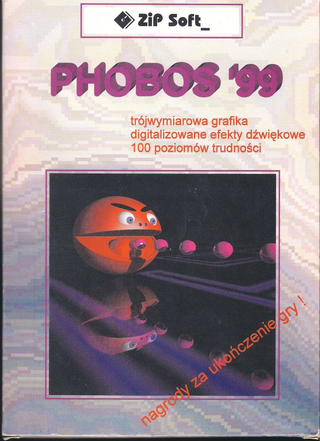 ZiP Soft_
PHOBOS '99
trójwymiarowa grafika
digitalizowane efekty dźwiękowe
100 poziomów trudności
nagrody za ukończenie gry !